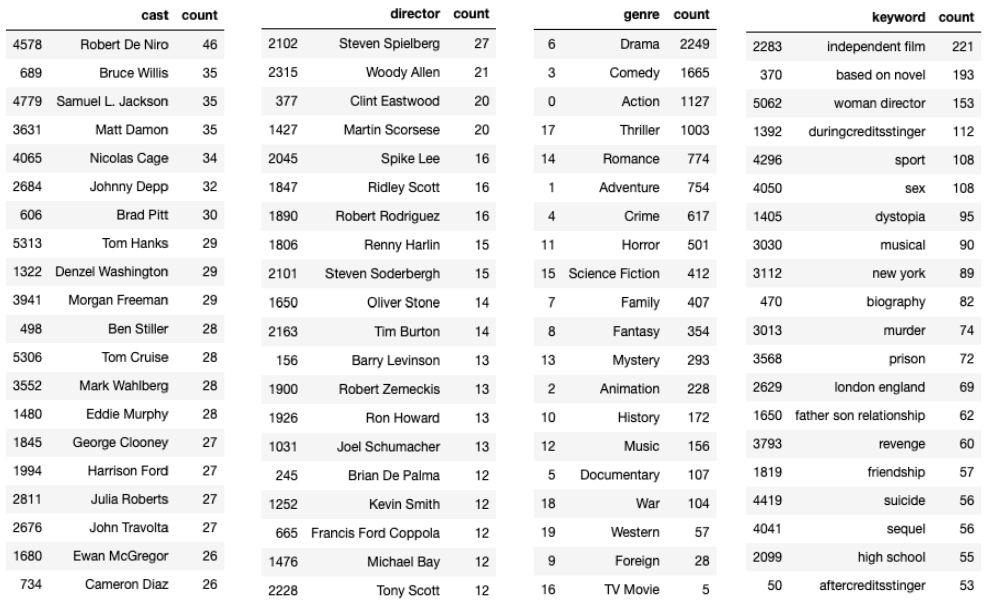 cast count
4578 Robert De Niro 46
689 Bruce Willis 35
4779 Samuel L. Jackson 35
3631 Matt Damon 35
4065 Nicolas Cage 34
2684 Johnny Depp 32
606 Brad Pitt 30
5313 Tom Hanks 29
1322 Denzel Washington 29
3941 Morgan Freeman 29
498 Ben Stiller 28
5306 Tom Cruise 28
3552 Mark Wahlberg 28
1480 Eddie Murphy 28
1845 George Clooney 27
1994 Harrison Ford 27
2811 Julia Roberts 27
2676 John Travolta 27
1680 Ewan McGregor 26
734 Cameron Diaz 26
director count
2102 Steven Spielberg 27
2315 Woody Allen 21
377 Clint Eastwood 20
1427 Martin Scorsese 20
2045 Spike Lee 16
1847 Ridley Scott 16
1890 Robert Rodriguez 16
1806 Renny Harlin 15
2101 Steven Soderbergh 15
1650 Oliver Stone 14
2163 Tim Burton 14
156 Barry Levinson 13
1900 Robert Zemeckis 13
1926 Ron Howard 13
1031 Joel Schumacher 13
245 Brian De Palma 12
1252 Kevin Smith 12
665 Francis Ford Coppola 12
1476 Michael Bay 12
2228 Tony Scott 12
genre count
6 Drama 2249
3 Comedy 1665
0 Action 1127
17 Thriller 1003
14 Romance 774
1 Adventure 754
4 Crime 617
11 Horror 501
15 Science Fiction 412
7 Family 407
8 Fantasy 354
13 Mystery 293
2 Animation 228
10 History 172
12 Music 156
5 Documentary 107
18 War 104
19 Western 57
9 Foreign 28
16 TV Movie 5
keyword count
2283 independent film 221
370 based on novel 193
5062 woman director 153
1392 duringcreditsstinger 112
4296 sport 108
4050 sex 108
1405 dystopia 95
3030 musical 90
3112 new york 89
470 biography 82
3013 murder 74
3568 prison 72
2629 london england 69
1650 father son relationship 62
3793 revenge 60
1819 friendship 57
4419 suicide 56
4041 sequel 56
2099 high school 55
50 aftercreditsstinger 53